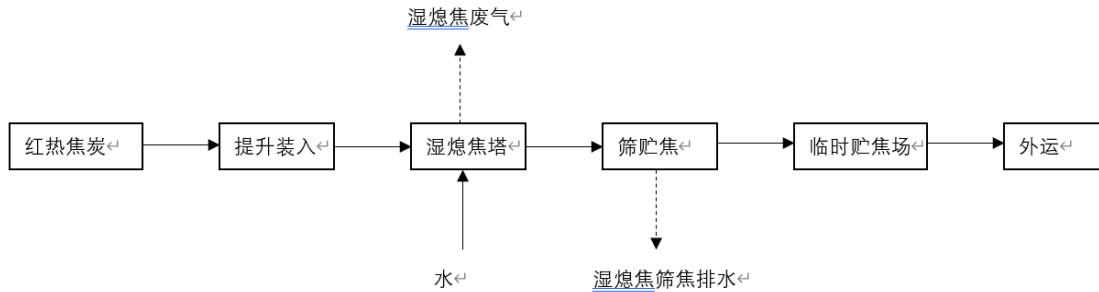 湿熄焦废气
红热焦炭
提升装入
湿熄焦塔
筛贮焦
临时贮焦场
外运
水
湿熄焦筛焦排水